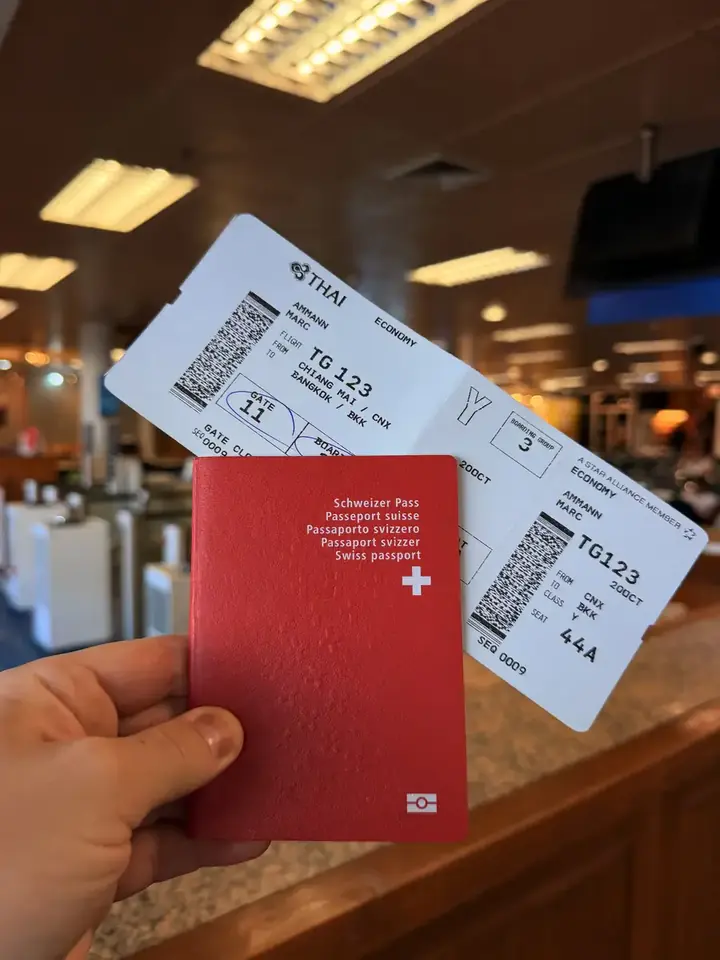 THAI
ECONOMY
AMMANN
MARC
FLIGHT TG 123
FROM CHIANG MAI / CNX
TO BANGKOK / BKK
GATE
11
GATE
SEQ0009
20OCT
Y
BOARDING GROUP
3
A STAR ALLIANCE MEMBER
ECONOMY
AMMANN
MARC
TG123
20OCT
FROM CNX
TO BKK
CLASS Y
SEAT 44A
SEQ 0009
Schweizer Pass
Passeport suisse
Passaporto svizzero
Passaport svizzer
Swiss passport